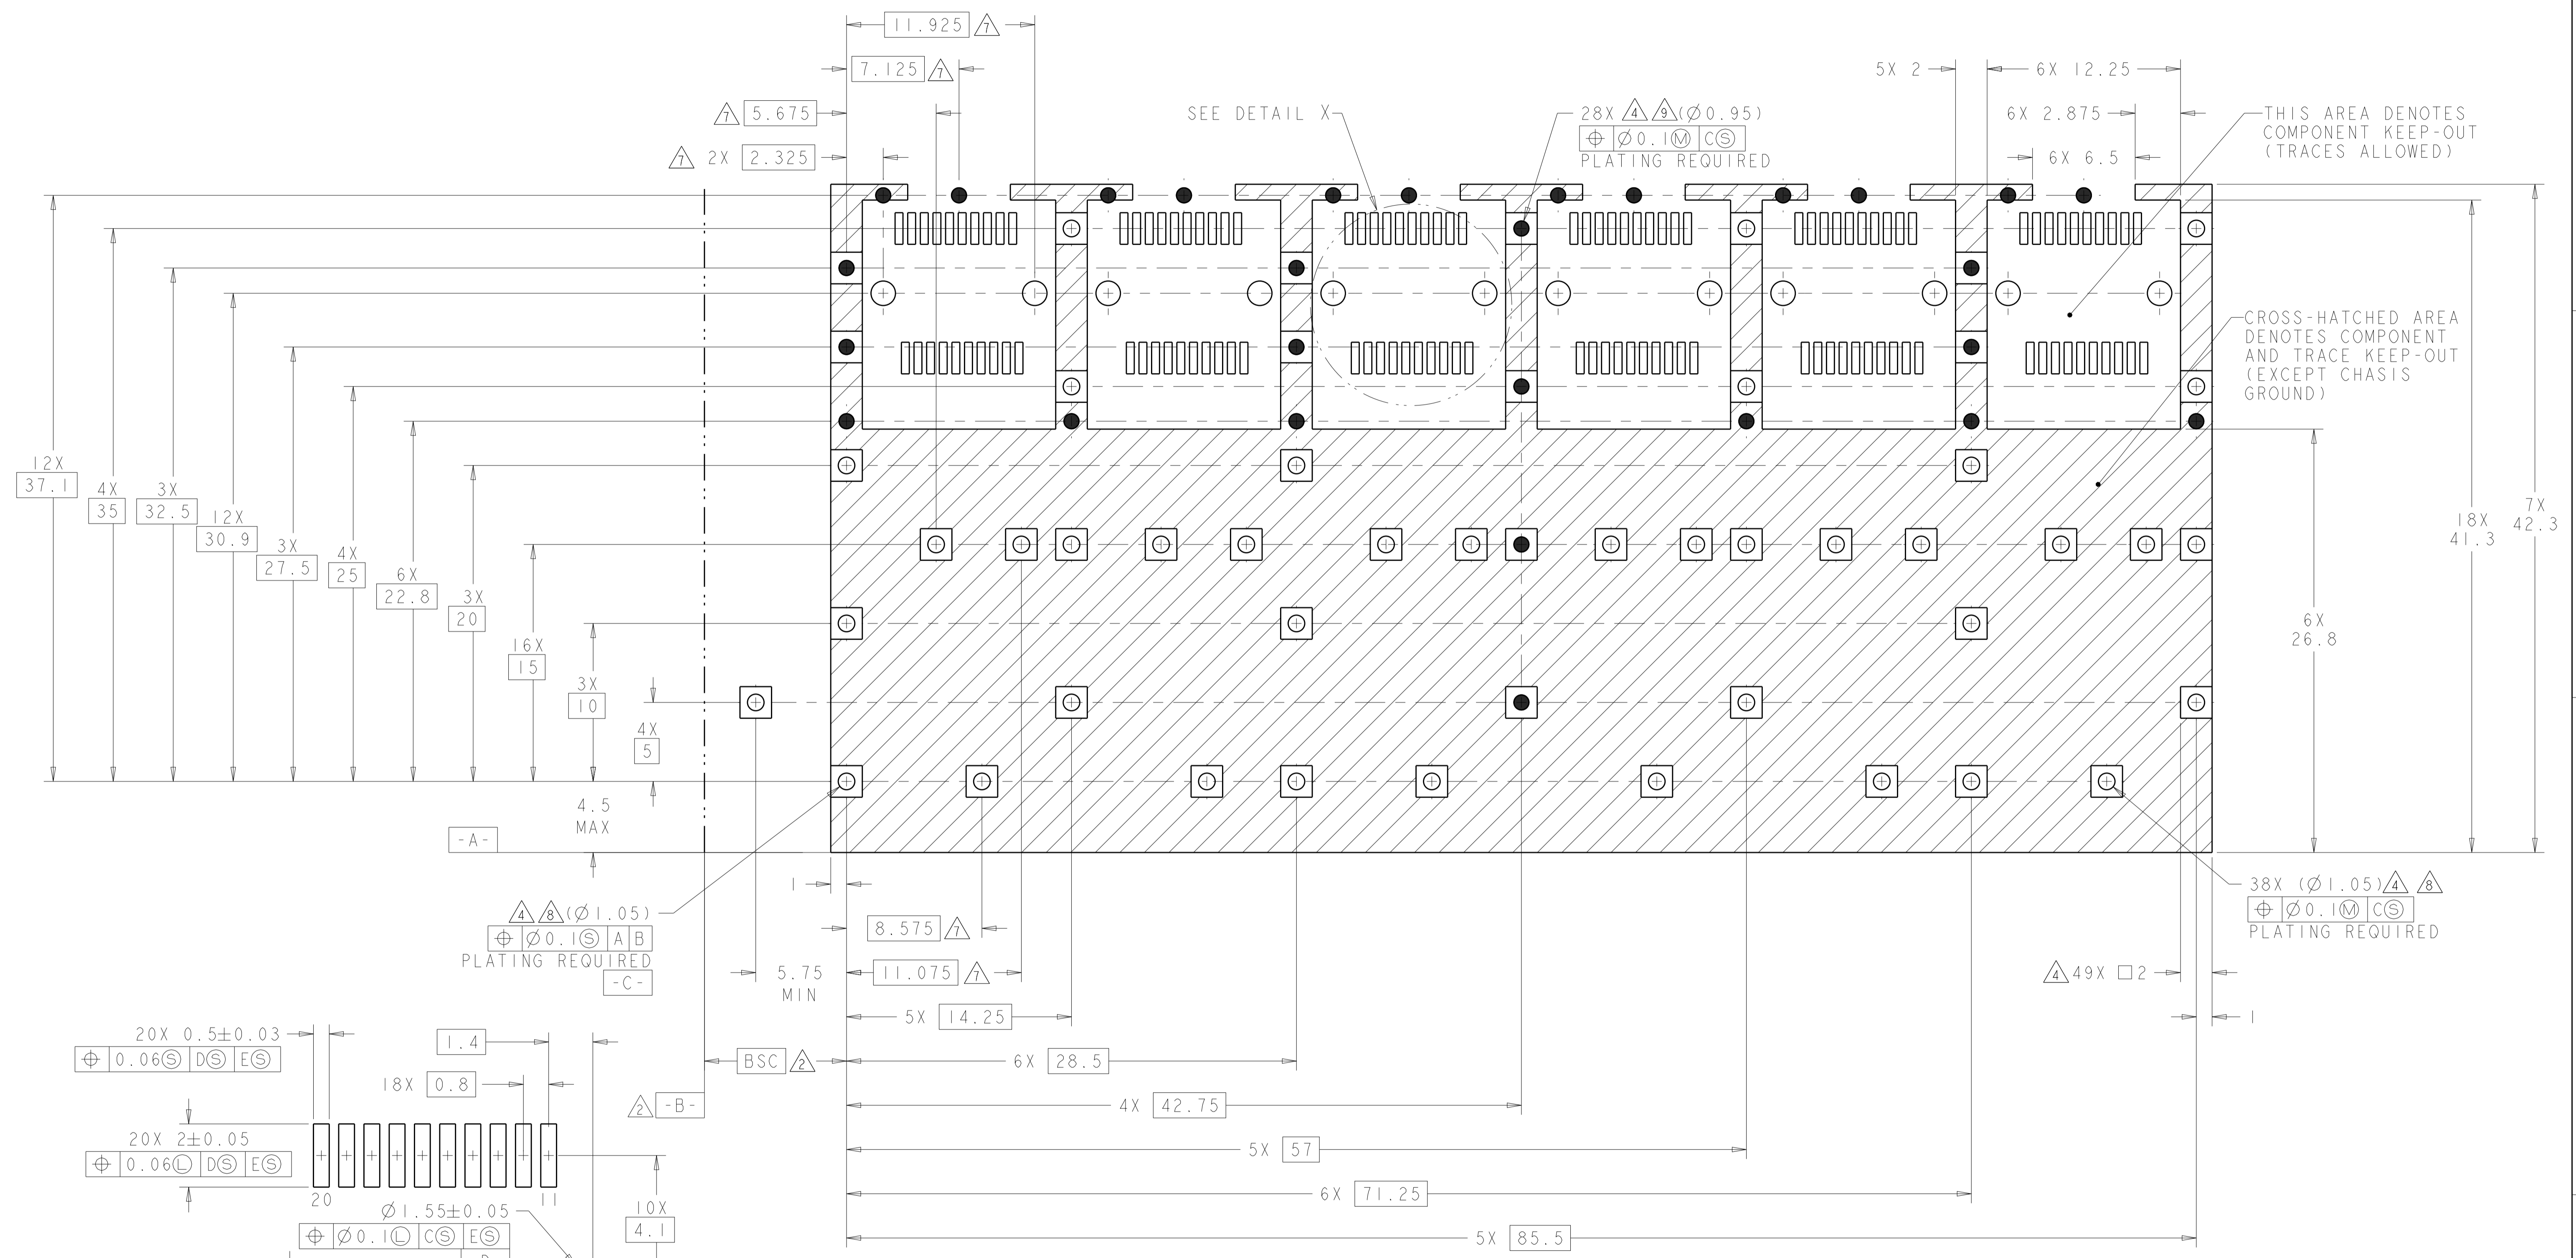 11.925 7
7.125 7
7 5.675
7 2X 2.325
SEE DETAIL X
28X 4 9 (Ø0.95)
⌖ Ø0.1Ⓜ CⓈ
PLATING REQUIRED
5X 2
6X 12.25
6X 2.875
6X 6.5
THIS AREA DENOTES
COMPONENT KEEP-OUT
(TRACES ALLOWED)
CROSS-HATCHED AREA
DENOTES COMPONENT
AND TRACE KEEP-OUT
(EXCEPT CHASIS
GROUND)
12X
37.1
4X
35
3X
32.5
12X
30.9
3X
27.5
4X
25
6X
22.8
3X
20
16X
15
3X
10
4X
5
7X
42.3
18X
41.3
6X
26.8
4.5
MAX
-A-
1
4 8 (Ø1.05)
⌖ Ø0.1Ⓢ A B
PLATING REQUIRED
-C-
8.575 7
5.75
MIN
11.075 7
38X (Ø1.05) 4 8
⌖ Ø0.1Ⓜ CⓈ
PLATING REQUIRED
4 49X □2
1
5X 14.25
BSC 2
6X 28.5
2 -B-
4X 42.75
5X 57
6X 71.25
5X 85.5
20X 0.5±0.03
⌖ 0.06Ⓢ DⓈ EⓈ
1.4
18X 0.8
20X 2±0.05
⌖ 0.06Ⓛ DⓈ EⓈ
20
11
Ø1.55±0.05
⌖ Ø0.1Ⓛ CⓈ EⓈ
10X
4.1